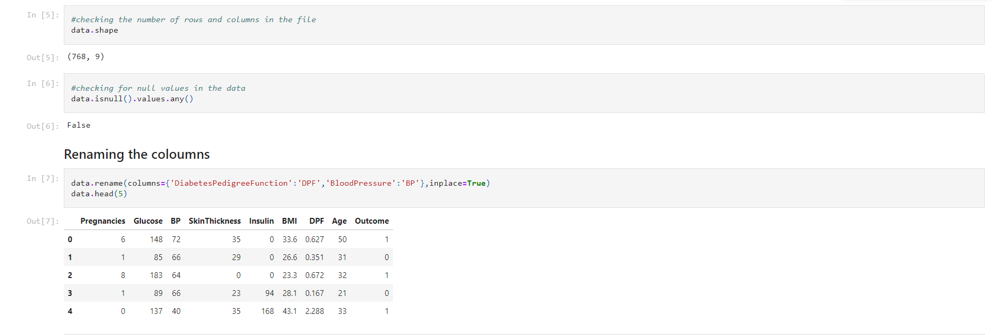 In [5]:
#checking the number of rows and columns in the file
data.shape
Out[5]: (768, 9)
In [6]:
#checking for null values in the data
data.isnull().values.any()
Out[6]: False
Renaming the coloumns
In [7]:
data.rename(columns={'DiabetesPedigreeFunction':'DPF','BloodPressure':'BP'},inplace=True)
data.head(5)
Out[7]: Pregnancies Glucose BP SkinThickness Insulin BMI DPF Age Outcome
0 6 148 72 35 0 33.6 0.627 50 1
1 1 85 66 29 0 26.6 0.351 31 0
2 8 183 64 0 0 23.3 0.672 32 1
3 1 89 66 23 94 28.1 0.167 21 0
4 0 137 40 35 168 43.1 2.288 33 1